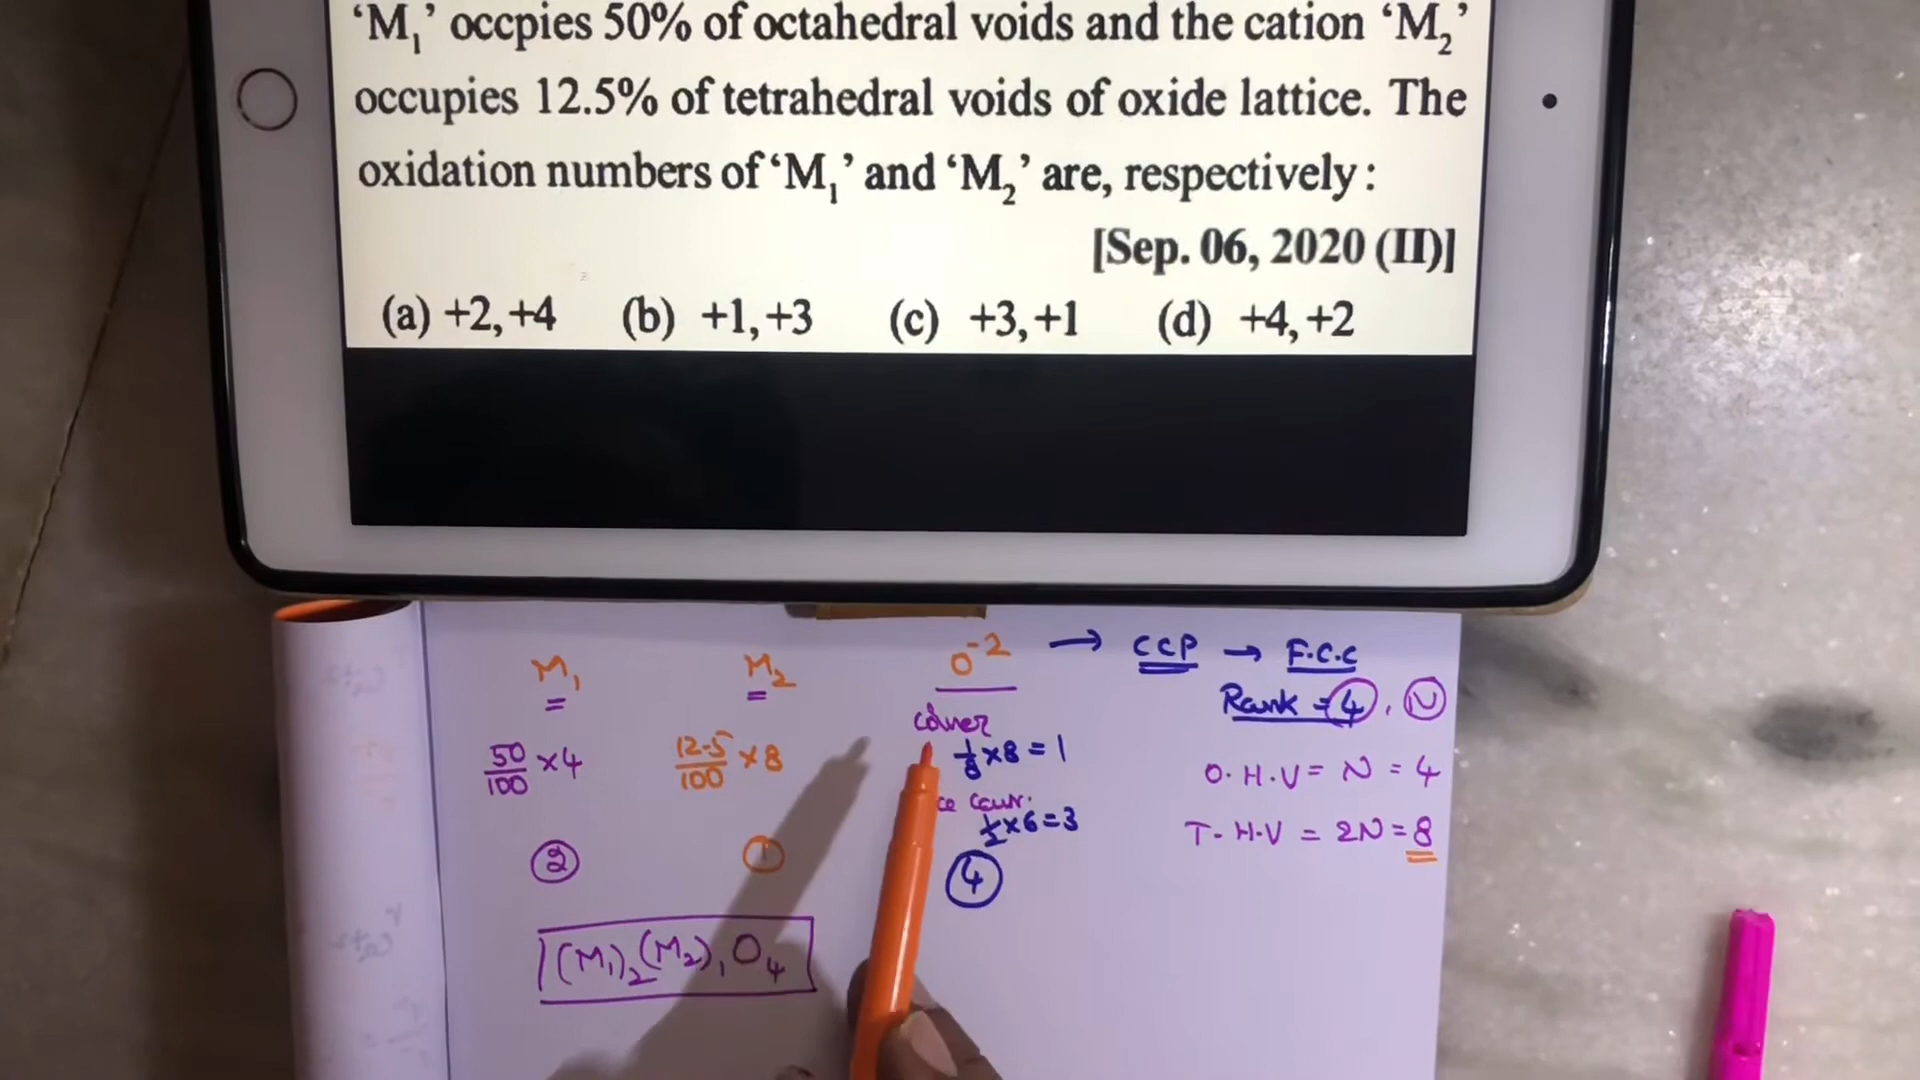 ‘M₁’ occpies 50% of octahedral voids and the cation ‘M₂’
occupies 12.5% of tetrahedral voids of oxide lattice. The
oxidation numbers of ‘M₁’ and ‘M₂’ are, respectively :
[Sep. 06, 2020 (II)]
(a) +2, +4 (b) +1, +3 (c) +3, +1 (d) +4, +2
M₁ M₂ O⁻² → CCP → F.C.C
Rank = 4, N
corner
50/100 × 4 12.5/100 × 8 1/8 × 8 = 1 O. H. V = N = 4
1/2 × 6 = 3 T. H. V = 2N = 8
2 1 4
(M₁)₂ (M₂)₁ O₄